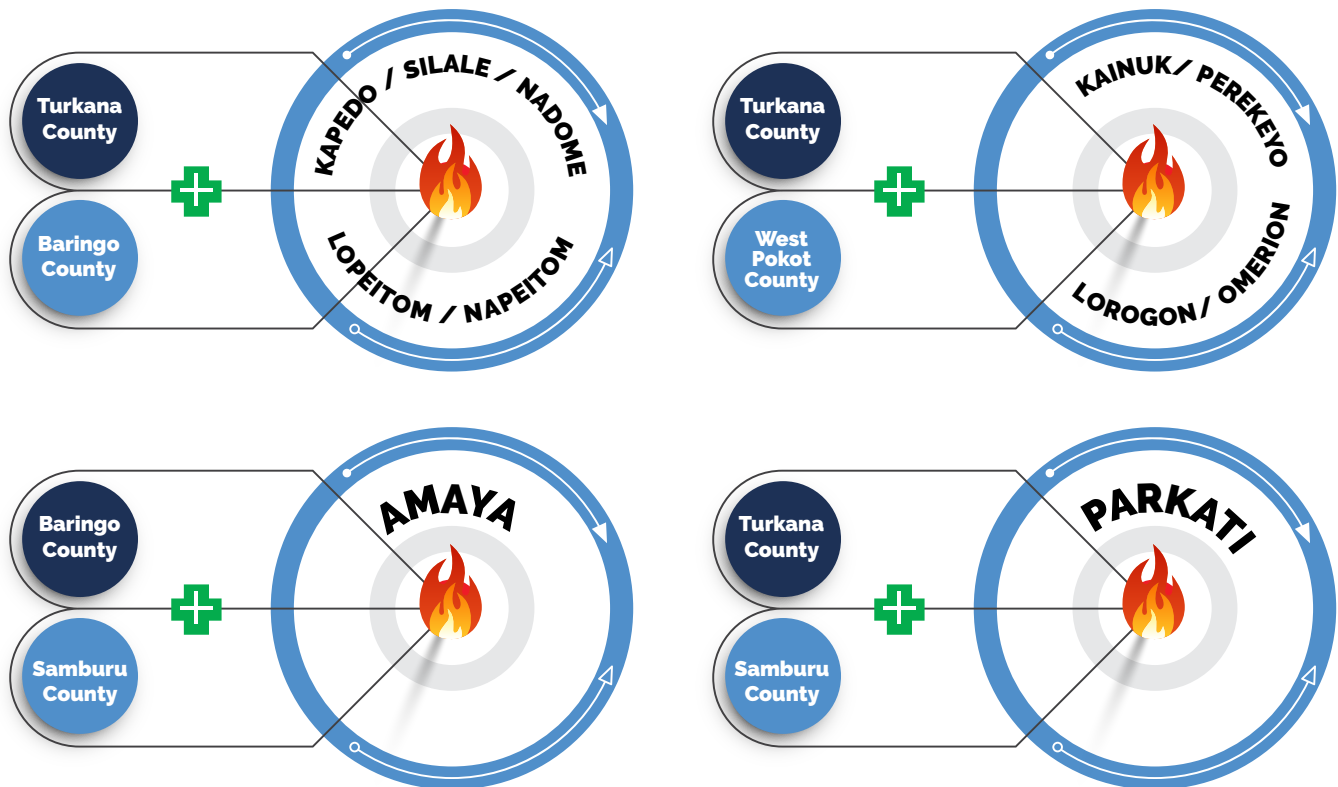 Turkana
County
Baringo
County
KAPEDO / SILALE / NADOME
LOPEITOM / NAPEITOM
Turkana
County
West
Pokot
County
KAINUK/ PEREKEYO
LOROGON/ OMERION
Baringo
County
Samburu
County
AMAYA
Turkana
County
Samburu
County
PARKATI